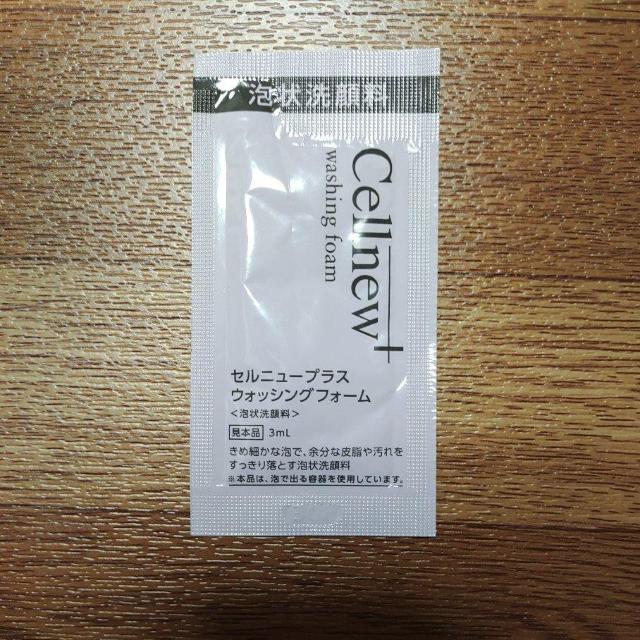 泡状洗顔料
Cellnew+
washing foam
セルニュープラス
ウォッシングフォーム
<泡状洗顔料>
見本品 3mL
きめ細かな泡で、余分な皮脂や汚れを
すっきり落とす泡状洗顔料
※本品は、泡で出る容器を使用しています。